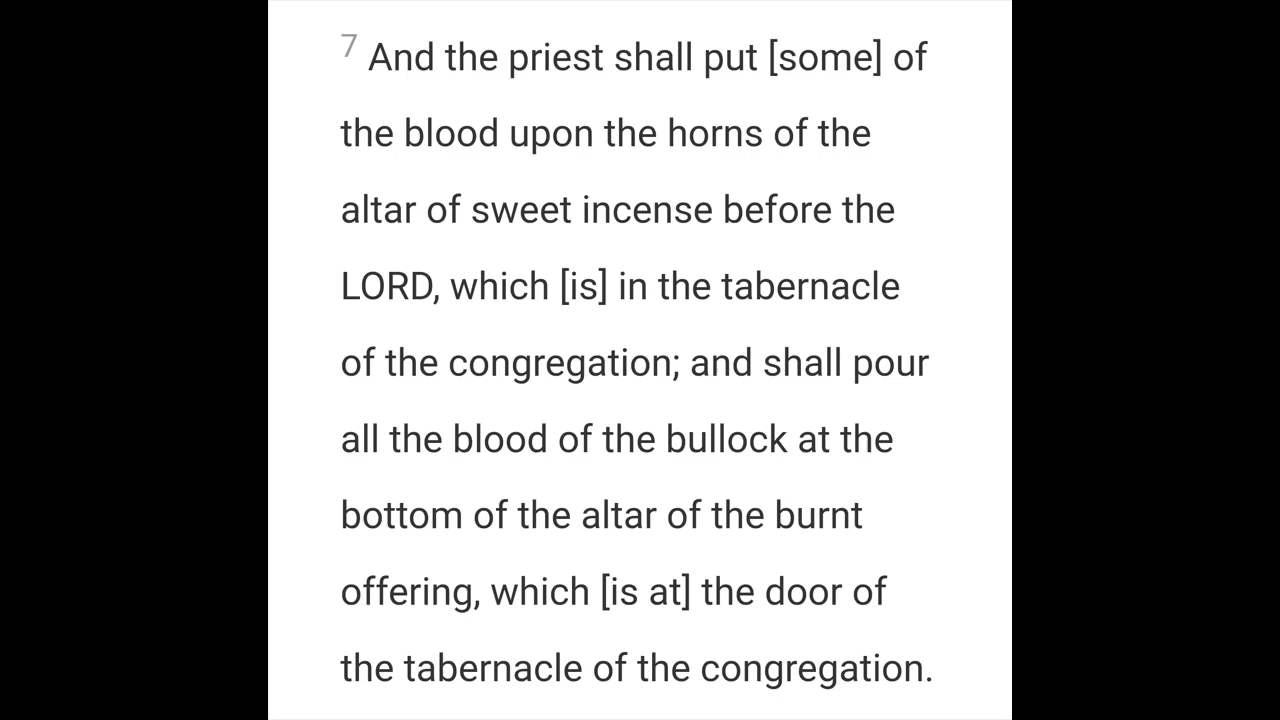 7 And the priest shall put [some] of
the blood upon the horns of the
altar of sweet incense before the
LORD, which [is] in the tabernacle
of the congregation; and shall pour
all the blood of the bullock at the
bottom of the altar of the burnt
offering, which [is at] the door of
the tabernacle of the congregation.